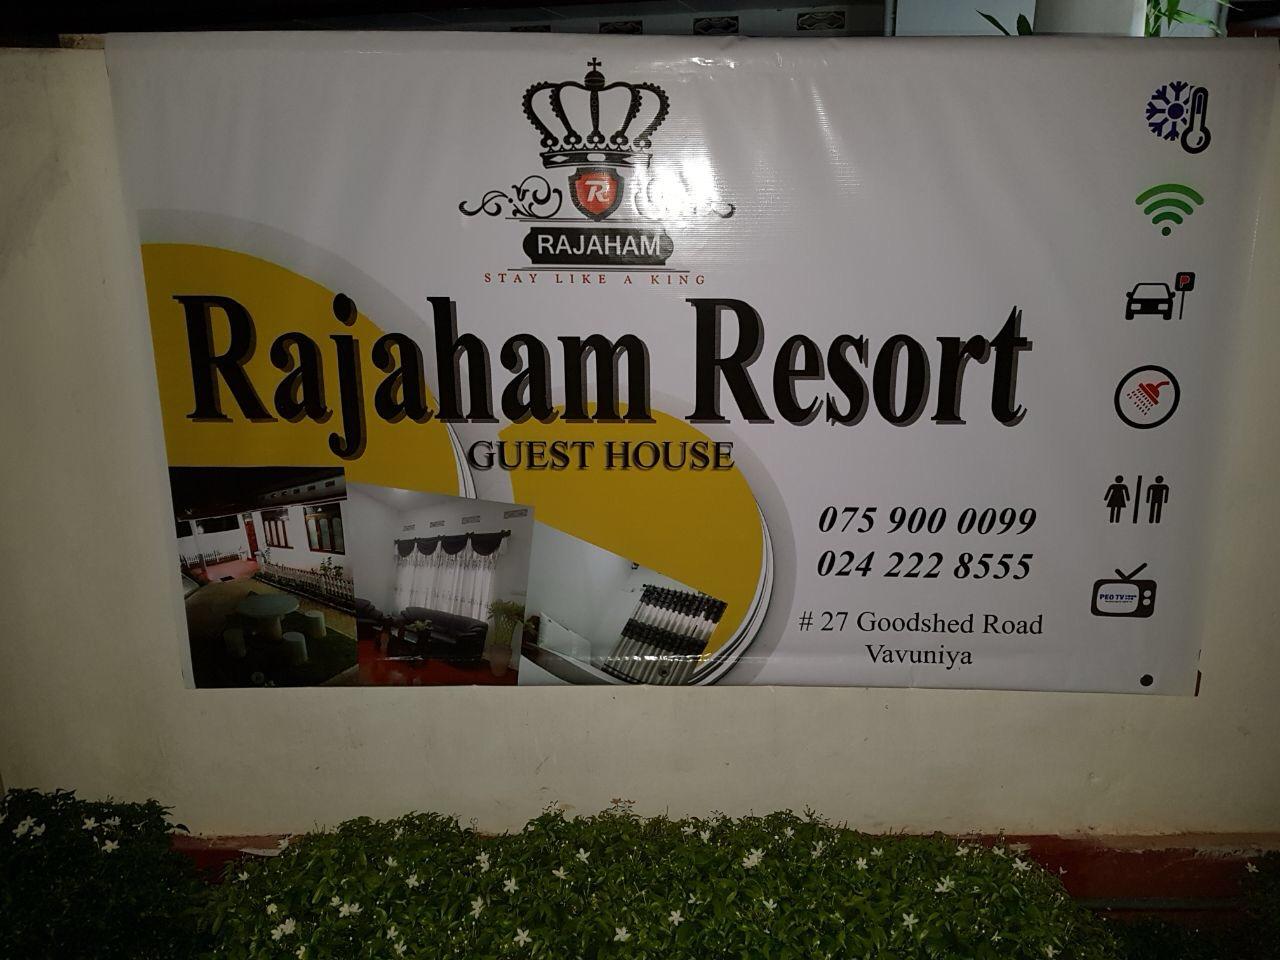 R
RAJAHAM
STAY LIKE A KING
Rajaham Resort
GUEST HOUSE
075 900 0099
024 222 8555
# 27 Goodshed Road
Vavuniya
P
PEO TV